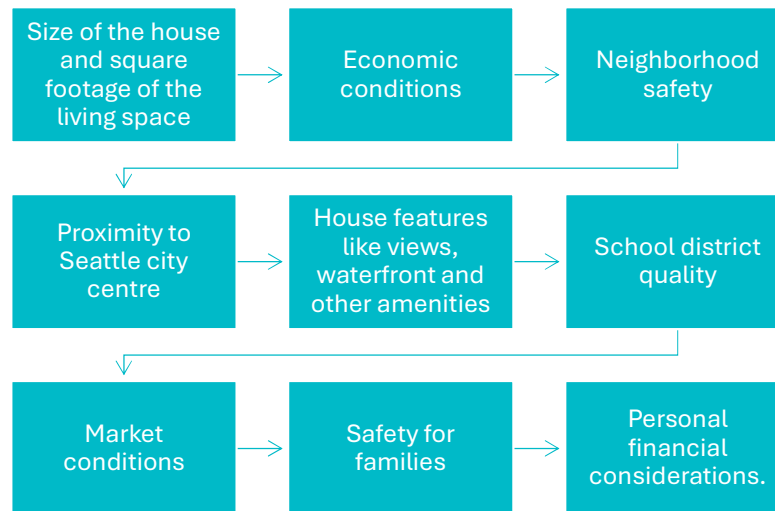 Size of the house
and square
footage of the
living space
Economic
conditions
Neighborhood
safety
Proximity to
Seattle city
centre
House features
like views,
waterfront and
other amenities
School district
quality
Market
conditions
Safety for
families
Personal
financial
considerations.